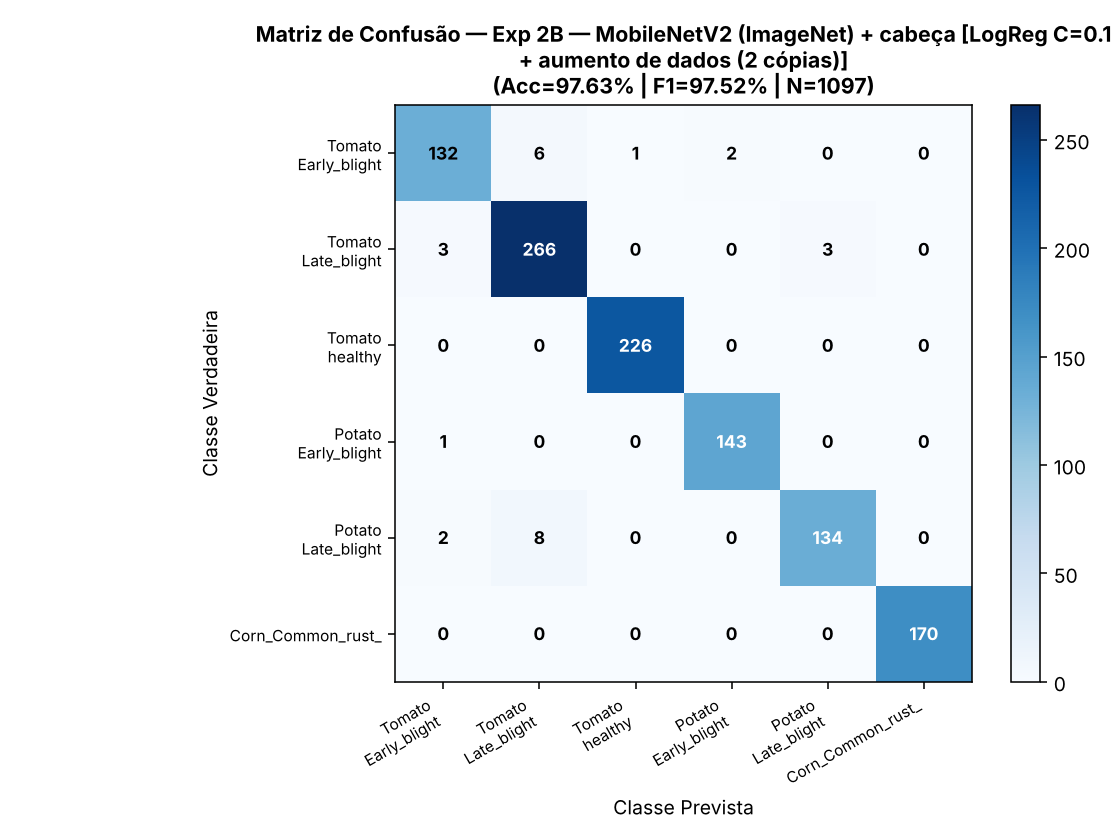 Matriz de Confusão — Exp 2B — MobileNetV2 (ImageNet) + cabeça [LogReg C=0.1
+ aumento de dados (2 cópias)]
(Acc=97.63% | F1=97.52% | N=1097)
Classe Verdadeira
Tomato
Early_blight
132 6 1 2 0 0
Tomato
Late_blight
3 266 0 0 3 0
Tomato
healthy
0 0 226 0 0 0
Potato
Early_blight
1 0 0 143 0 0
Potato
Late_blight
2 8 0 0 134 0
Corn_Common_rust_
0 0 0 0 0 170
Tomato
Early_blight
Tomato
Late_blight
Tomato
healthy
Potato
Early_blight
Potato
Late_blight
Corn_Common_rust_
Classe Prevista
250
200
150
100
50
0